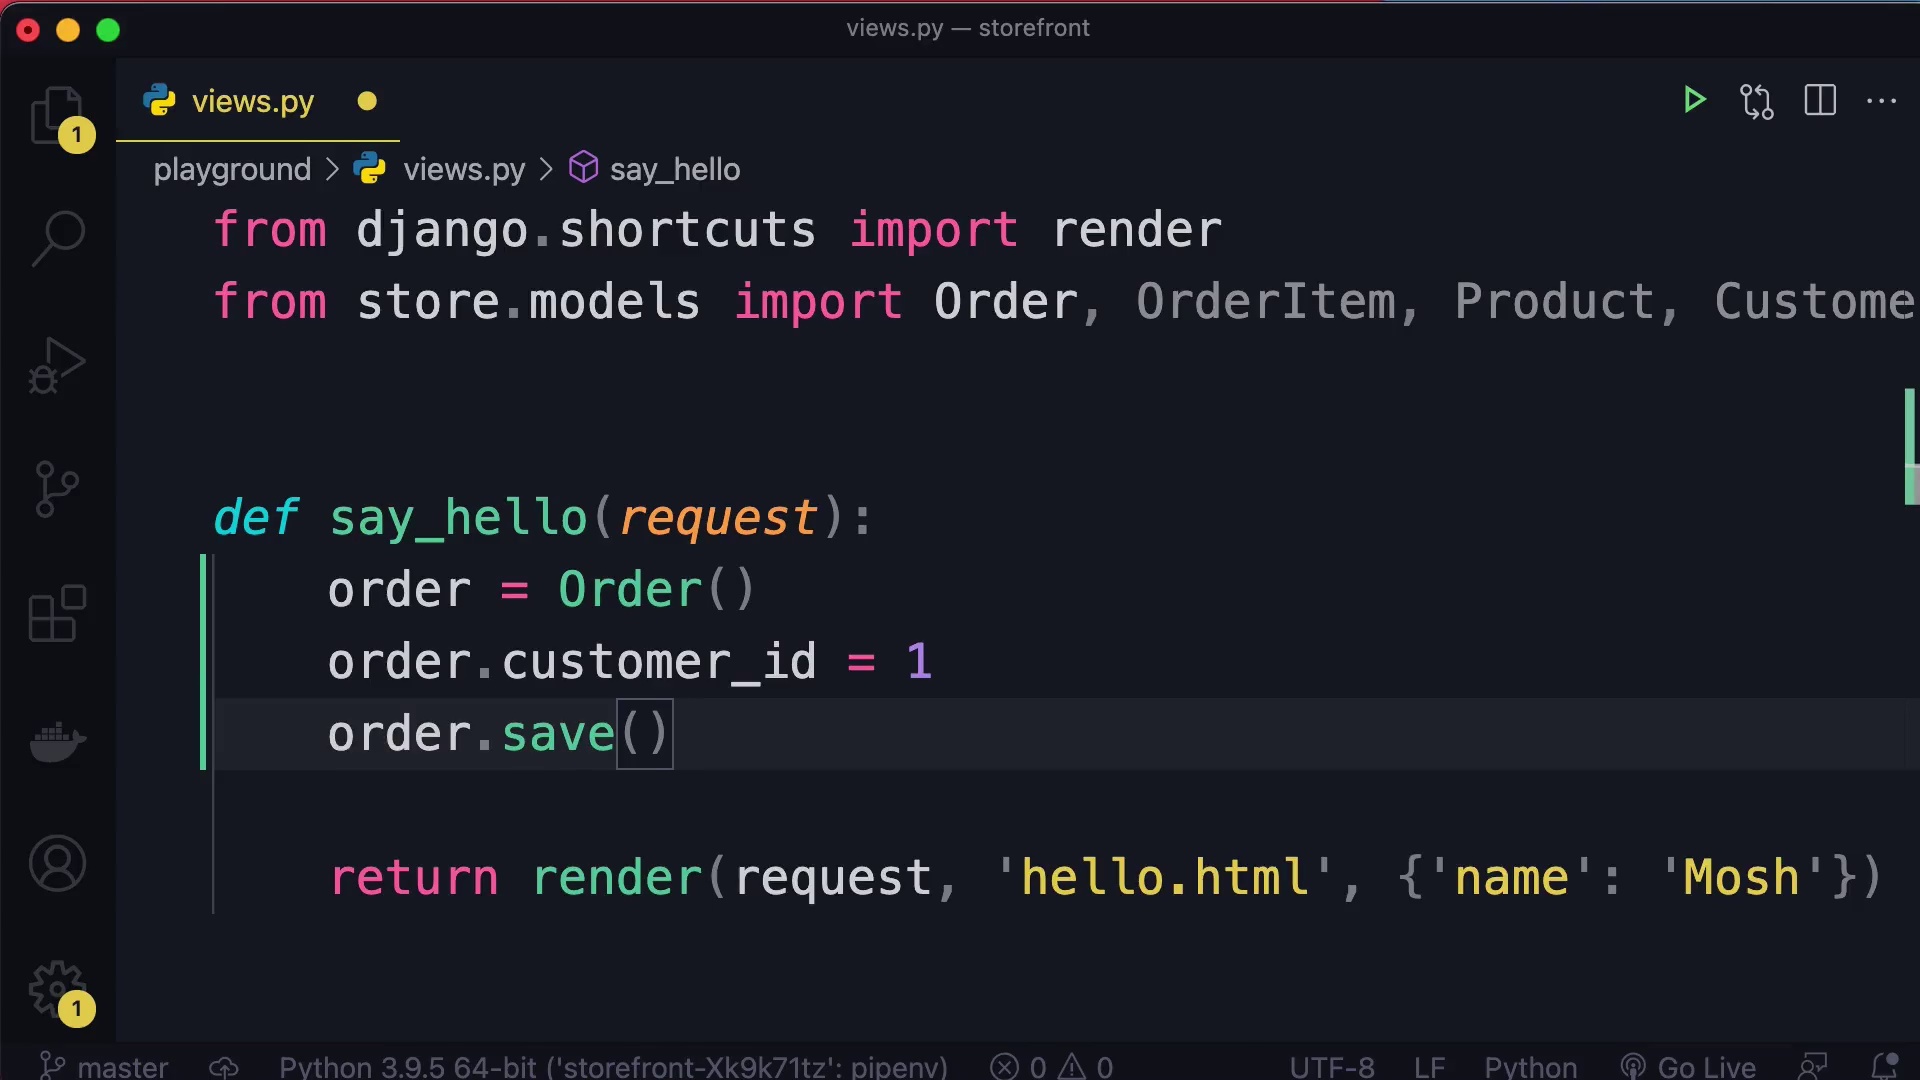 views.py — storefront
views.py
1
playground > views.py > say_hello
from django.shortcuts import render
from store.models import Order, OrderItem, Product, Custome
def say_hello(request):
    order = Order()
    order.customer_id = 1
    order.save()
    return render(request, 'hello.html', {'name': 'Mosh'})
1
master Python 3.9.5 64-bit ('storefront-Xk9k71tz': pipenv) 0 0 UTF-8 LF Python Go Live